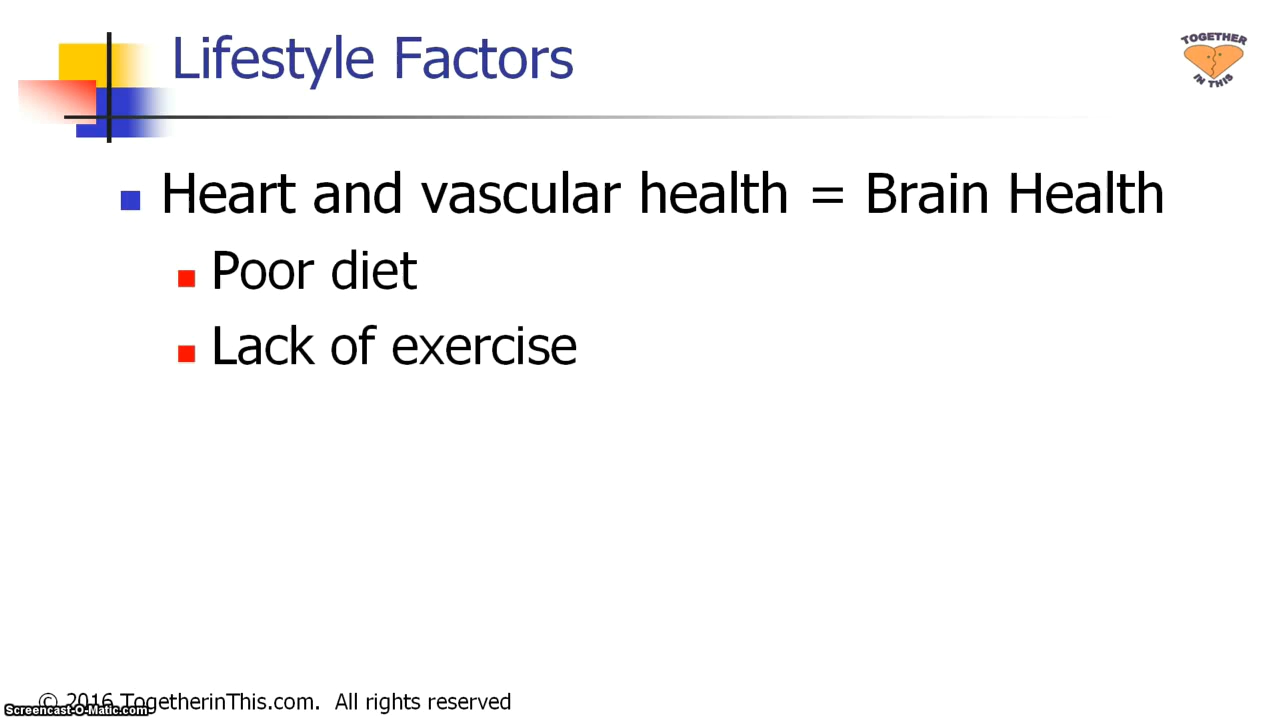 Lifestyle Factors
TOGETHER
IN THIS
Heart and vascular health = Brain Health
Poor diet
Lack of exercise
© 2016 TogetherinThis.com. All rights reserved
Screencast-O-Matic.com